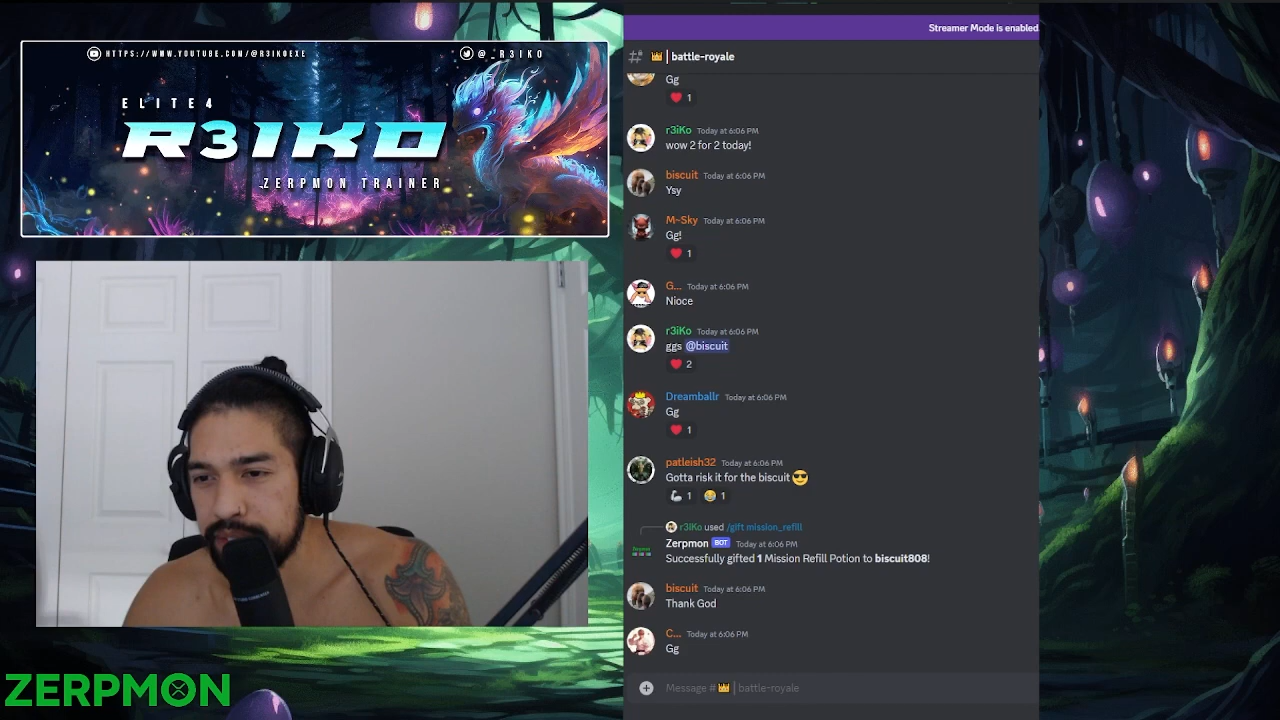 HTTPS://WWW.YOUTUBE.COM/@R3IKOEXE
@_R3IKO
ELITE4
R3IKO
ZERPMON TRAINER
ZERPMON
Streamer Mode is enabled
battle-royale
Gg
1
r3iKo Today at 6:06 PM
wow 2 for 2 today!
biscuit Today at 6:06 PM
Ysy
M~Sky Today at 6:06 PM
Gg!
1
G... Today at 6:06 PM
Nioce
r3iKo Today at 6:06 PM
ggs @biscuit
2
Dreamballr Today at 6:06 PM
Gg
1
patleish32 Today at 6:06 PM
Gotta risk it for the biscuit 😎
1 1
r3iKo used /gift mission_refill
Zerpmon BOT Today at 6:06 PM
Successfully gifted 1 Mission Refill Potion to biscuit808!
biscuit Today at 6:06 PM
Thank God
C... Today at 6:06 PM
Gg
Message # 👑 | battle-royale